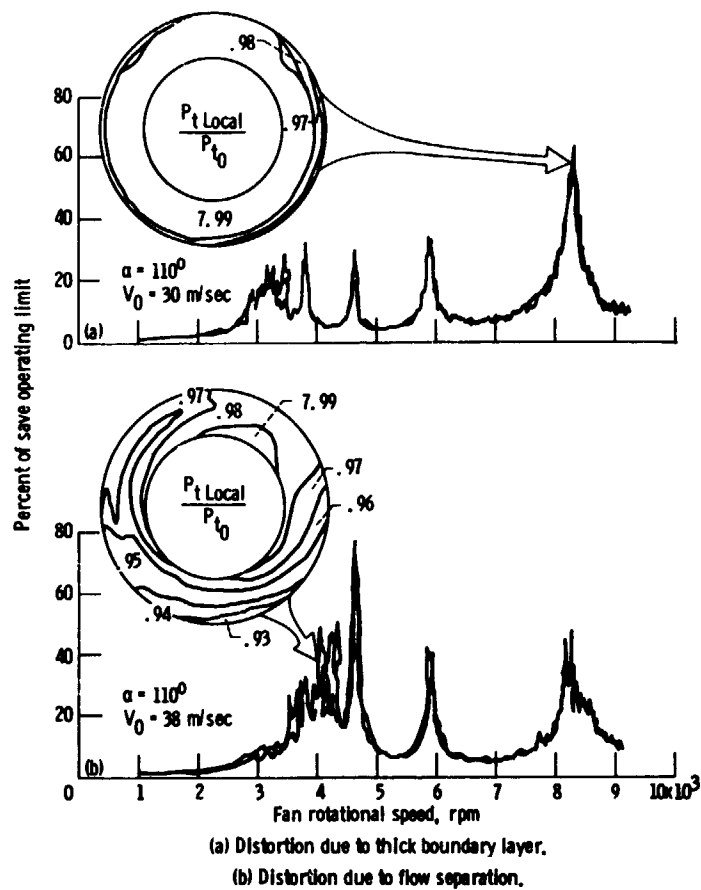 .98
80
P_t Local
P_t0
.97
60
40
7.99
20
α = 110⁰
V₀ = 30 m/sec
0
(a)
Percent of save operating limit
.97
.98
7.99
P_t Local
P_t0
.97
.96
80
.95
60
.94
.93
40
α = 110⁰
V₀ = 38 m/sec
20
(b)
0 1 2 3 4 5 6 7 8 9 10x10³
Fan rotational speed, rpm
(a) Distortion due to thick boundary layer.
(b) Distortion due to flow separation.